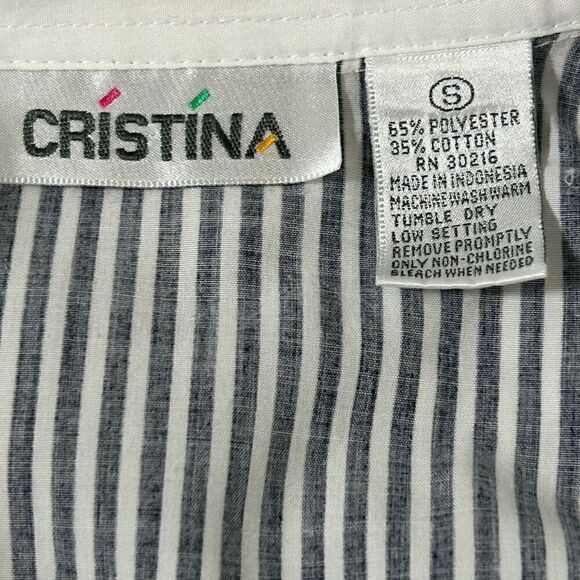 CRISTINA
S
65% POLYESTER
35% COTTON
RN 30216
MADE IN INDONESIA
MACHINE WASH WARM
TUMBLE DRY
LOW SETTING
REMOVE PROMPTLY
ONLY NON-CHLORINE
BLEACH WHEN NEEDED